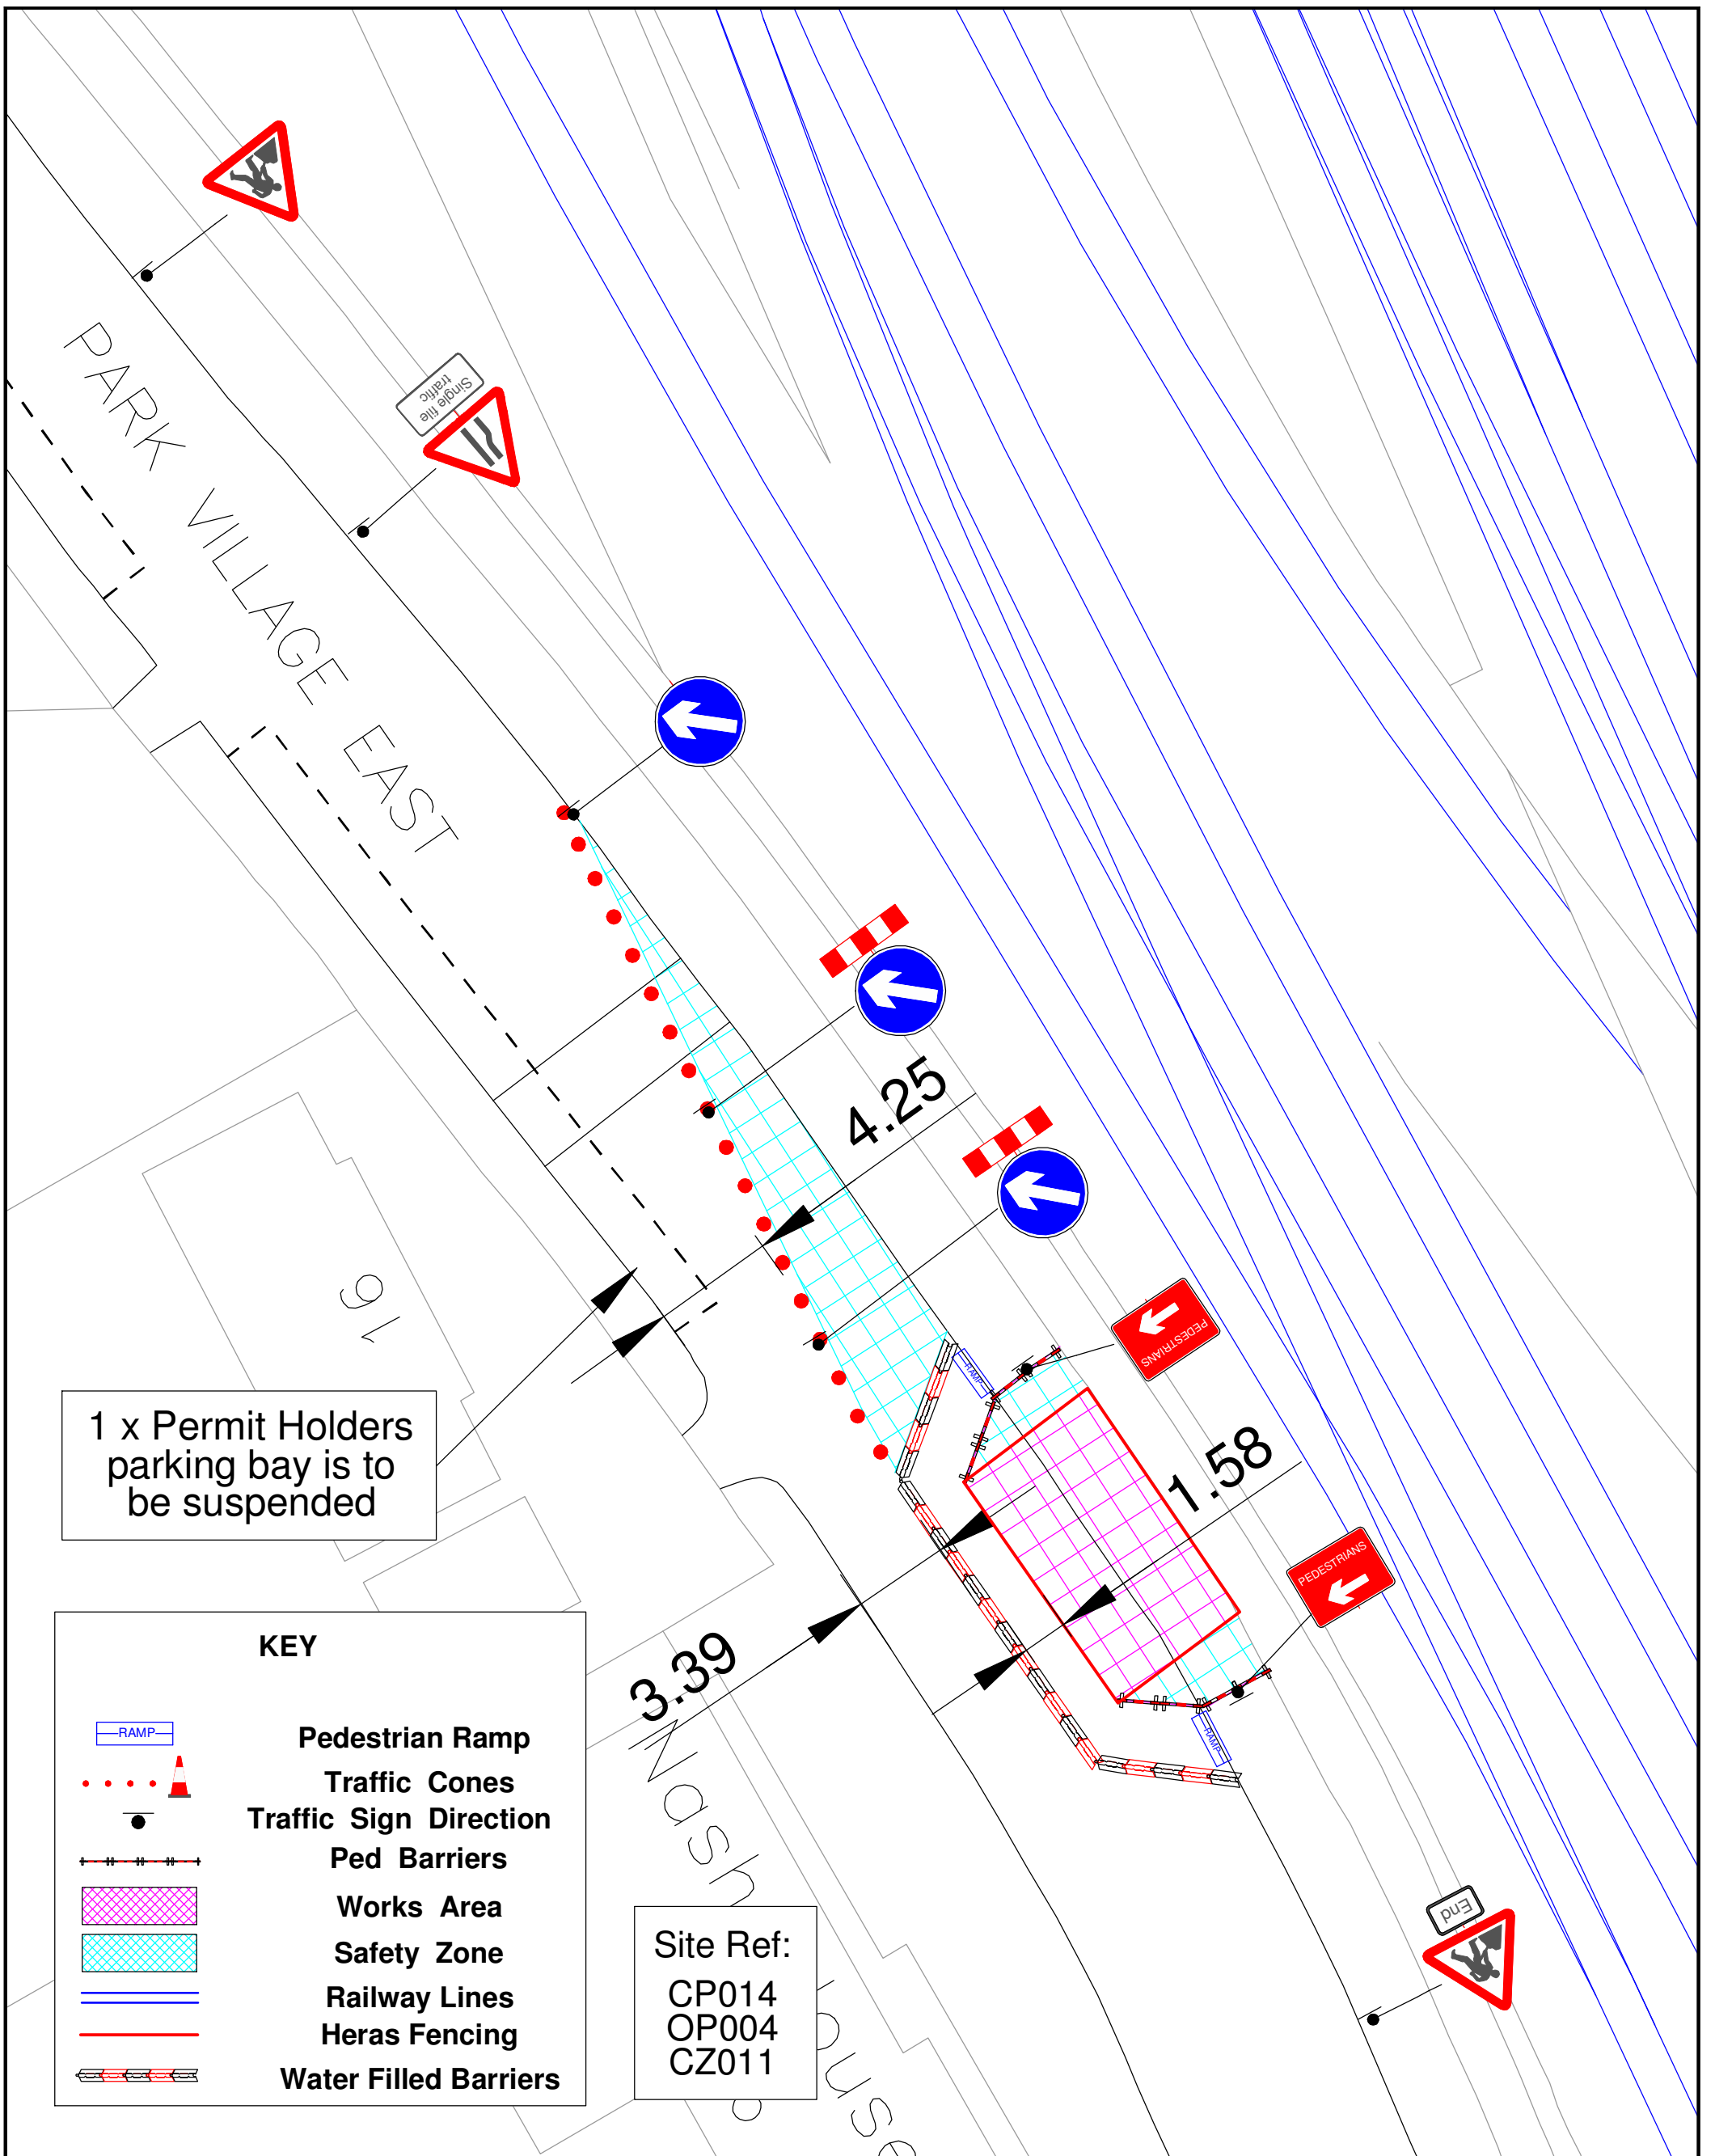 PARK VILLAGE EAST
Single file
traffic
4.25
PEDESTRIANS
RAMP
1.58
PEDESTRIANS
16
1 x Permit Holders
parking bay is to
be suspended
3.39
RAMP
KEY
RAMP
Pedestrian Ramp
Traffic Cones
Traffic Sign Direction
Ped Barriers
Works Area
Safety Zone
Railway Lines
Heras Fencing
Water Filled Barriers
Nash
Site Ref:
CP014
OP004
CZ011
End